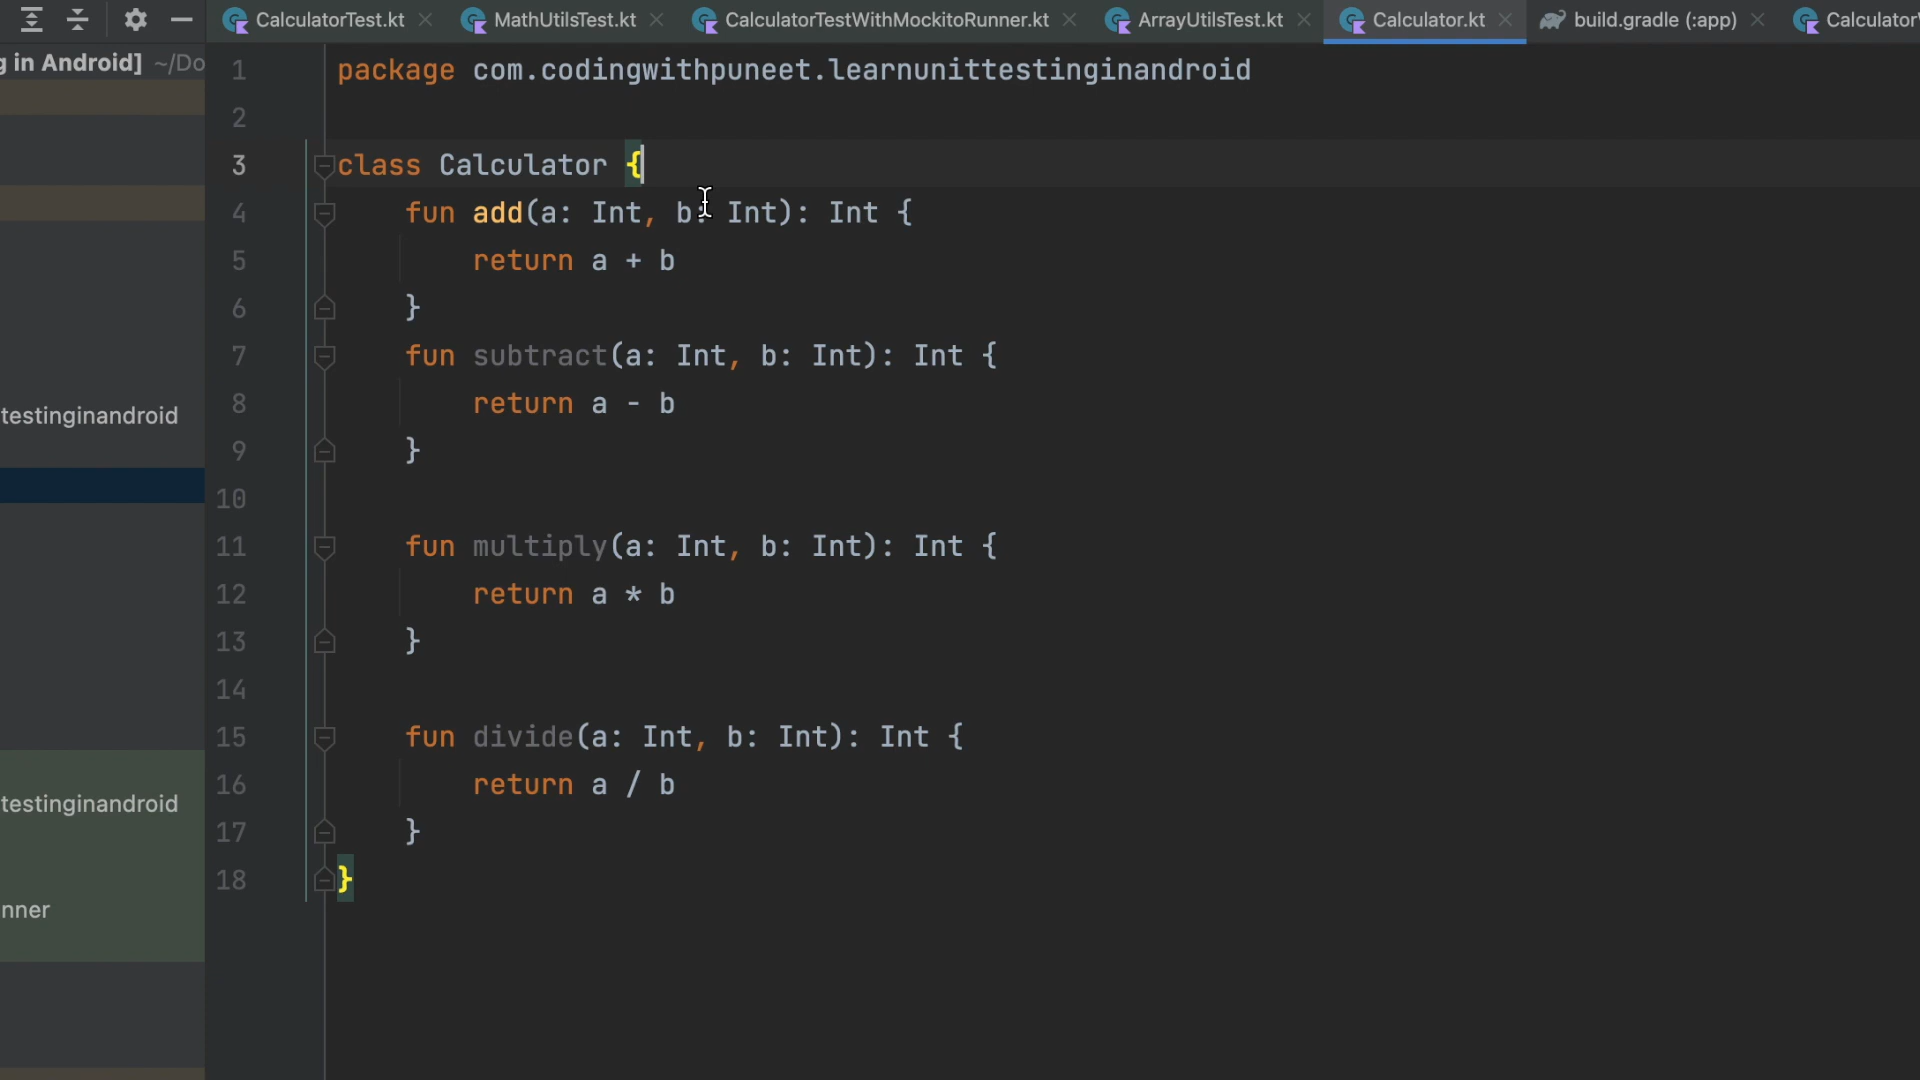 CalculatorTest.kt MathUtilsTest.kt CalculatorTestWithMockitoRunner.kt ArrayUtilsTest.kt Calculator.kt build.gradle (:app) Calculator
g in Android] ~/Do
testinginandroid
testinginandroid
nner
1 package com.codingwithpuneet.learnunittestinginandroid
2
3 class Calculator {
4     fun add(a: Int, b: Int): Int {
5         return a + b
6     }
7     fun subtract(a: Int, b: Int): Int {
8         return a - b
9     }
10
11     fun multiply(a: Int, b: Int): Int {
12         return a * b
13     }
14
15     fun divide(a: Int, b: Int): Int {
16         return a / b
17     }
18 }